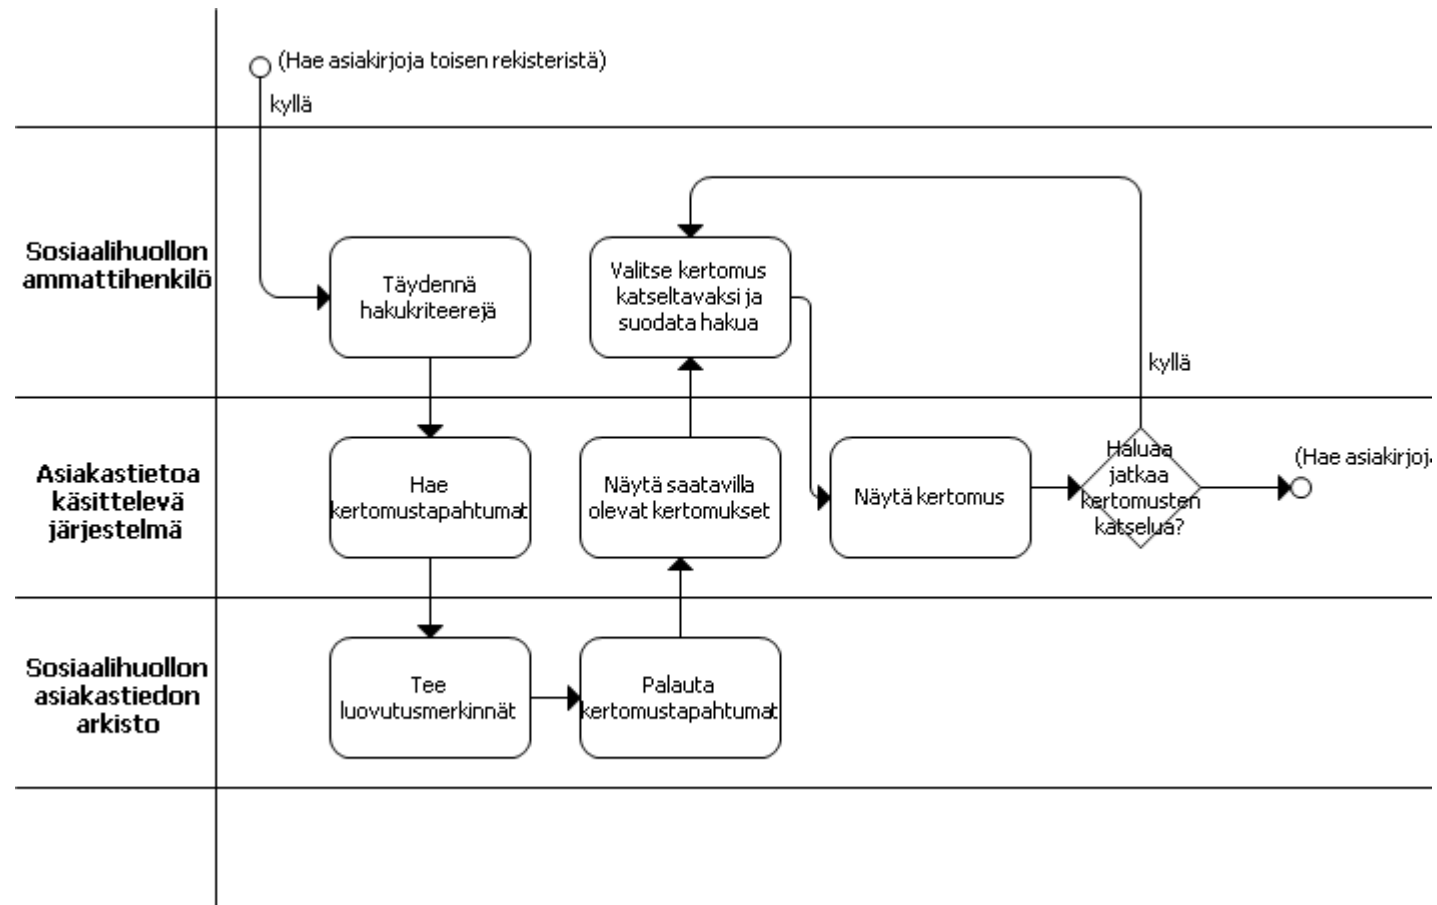 (Hae asiakirjoja toisen rekisteristä)
kyllä
Sosiaalihuollon
ammattihenkilö
Täydennä
hakukriteerejä
Valitse kertomus
katseltavaksi ja
suodata hakua
kyllä
Asiakastietoa
käsittelevä
järjestelmä
Hae
kertomustapahtumat
Näytä saatavilla
olevat kertomukset
Näytä kertomus
Haluaa
jatkaa
kertomusten
katselua?
(Hae asiakirjoja
Sosiaalihuollon
asiakastiedon
arkisto
Tee
luovutusmerkinnät
Palauta
kertomustapahtumat